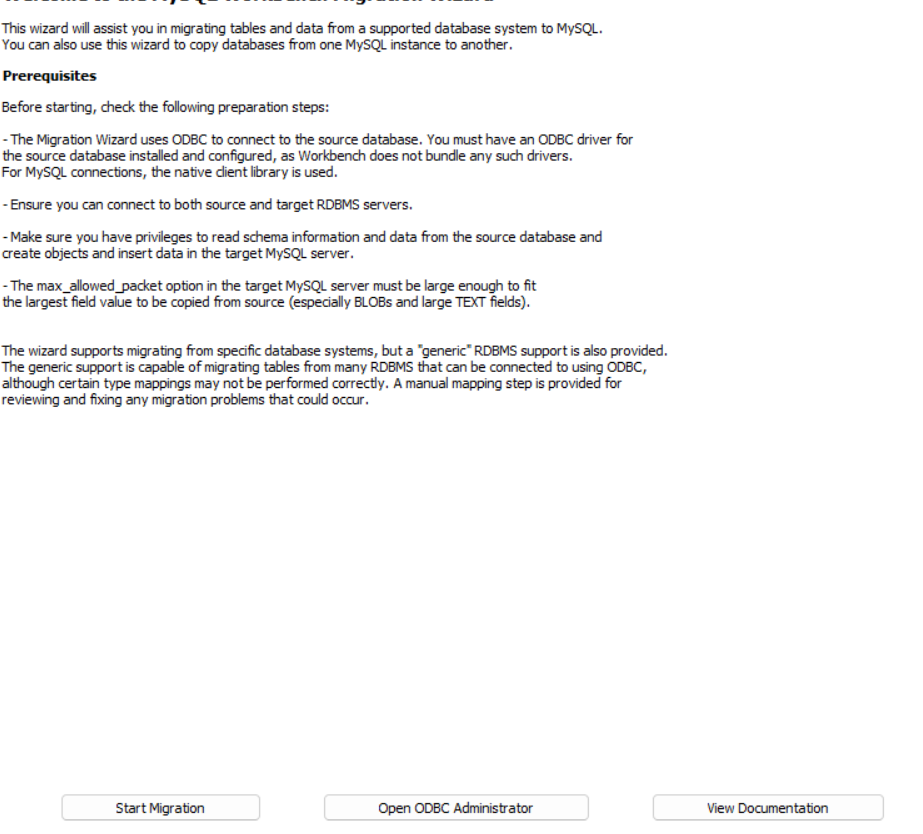 Welcome to the MySQL Workbench Migration Wizard
This wizard will assist you in migrating tables and data from a supported database system to MySQL.
You can also use this wizard to copy databases from one MySQL instance to another.
Prerequisites
Before starting, check the following preparation steps:
- The Migration Wizard uses ODBC to connect to the source database. You must have an ODBC driver for
the source database installed and configured, as Workbench does not bundle any such drivers.
For MySQL connections, the native client library is used.
- Ensure you can connect to both source and target RDBMS servers.
- Make sure you have privileges to read schema information and data from the source database and
create objects and insert data in the target MySQL server.
- The max_allowed_packet option in the target MySQL server must be large enough to fit
the largest field value to be copied from source (especially BLOBs and large TEXT fields).
The wizard supports migrating from specific database systems, but a "generic" RDBMS support is also provided.
The generic support is capable of migrating tables from many RDBMS that can be connected to using ODBC,
although certain type mappings may not be performed correctly. A manual mapping step is provided for
reviewing and fixing any migration problems that could occur.
Start Migration
Open ODBC Administrator
View Documentation